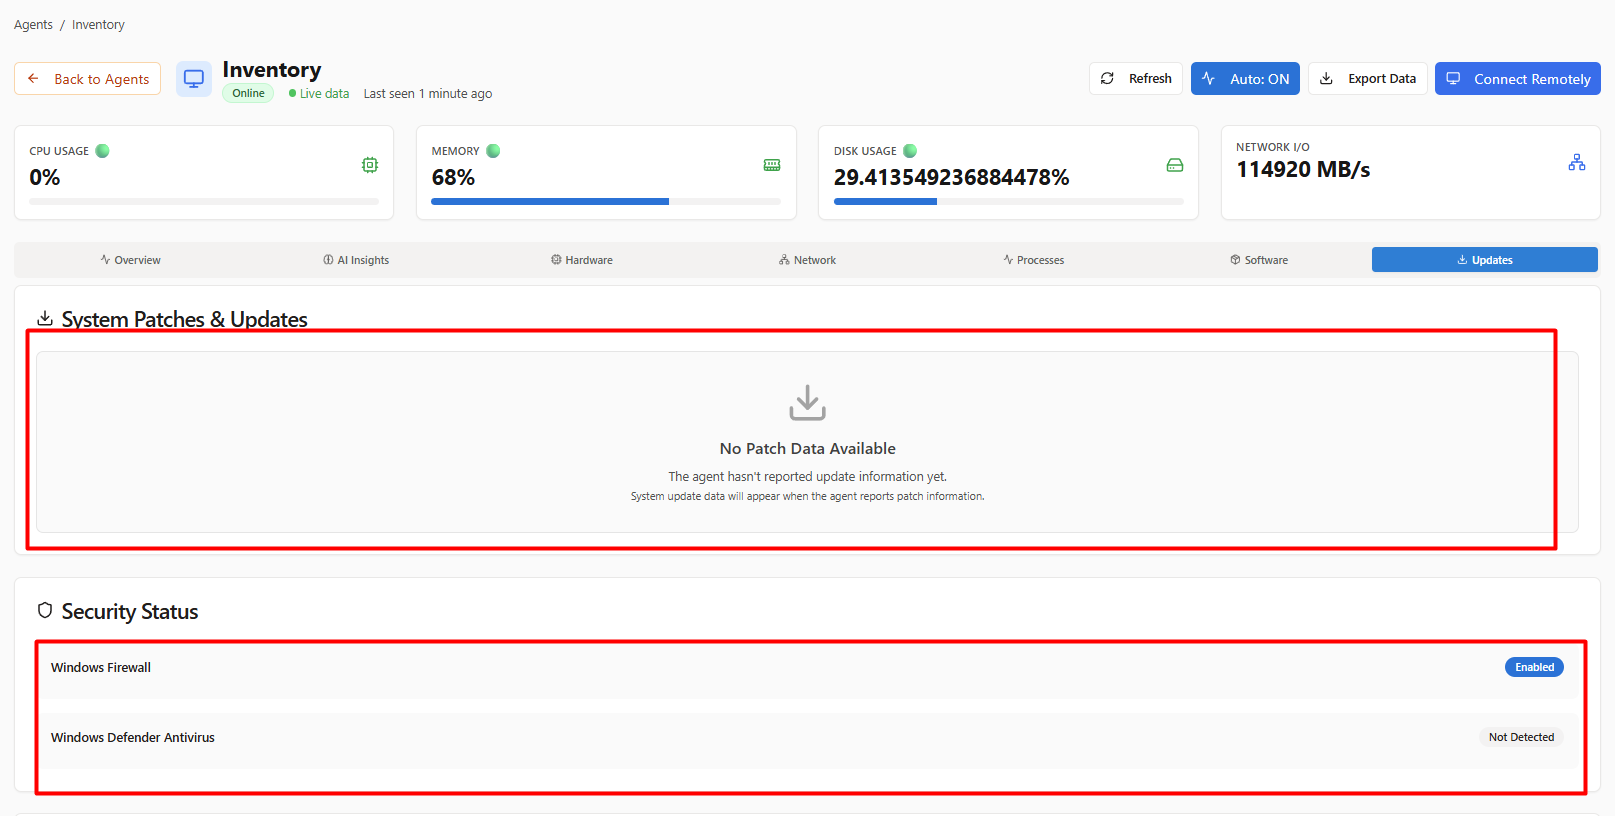 Agents / Inventory
Back to Agents
Inventory
Online
Live data
Last seen 1 minute ago
Refresh
Auto: ON
Export Data
Connect Remotely
CPU USAGE
0%
MEMORY
68%
DISK USAGE
29.413549236884478%
NETWORK I/O
114920 MB/s
Overview
AI Insights
Hardware
Network
Processes
Software
Updates
System Patches & Updates
No Patch Data Available
The agent hasn't reported update information yet.
System update data will appear when the agent reports patch information.
Security Status
Windows Firewall
Enabled
Windows Defender Antivirus
Not Detected